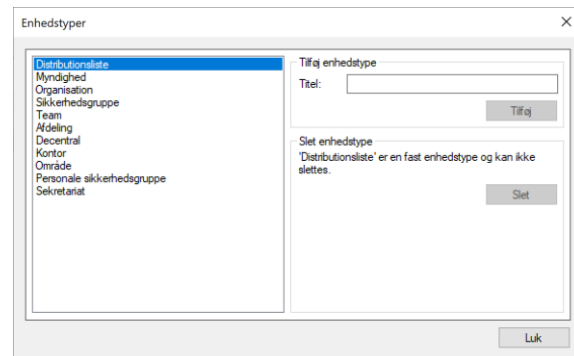 Enhedstyper
Distributionsliste
Myndighed
Organisation
Sikkerhedsgruppe
Team
Afdeling
Decentral
Kontor
Område
Personale sikkerhedsgruppe
Sekretariat
Tilføj enhedstype
Titel:
Tilføj
Slet enhedstype
'Distributionsliste' er en fast enhedstype og kan ikke
slettes.
Slet
Luk